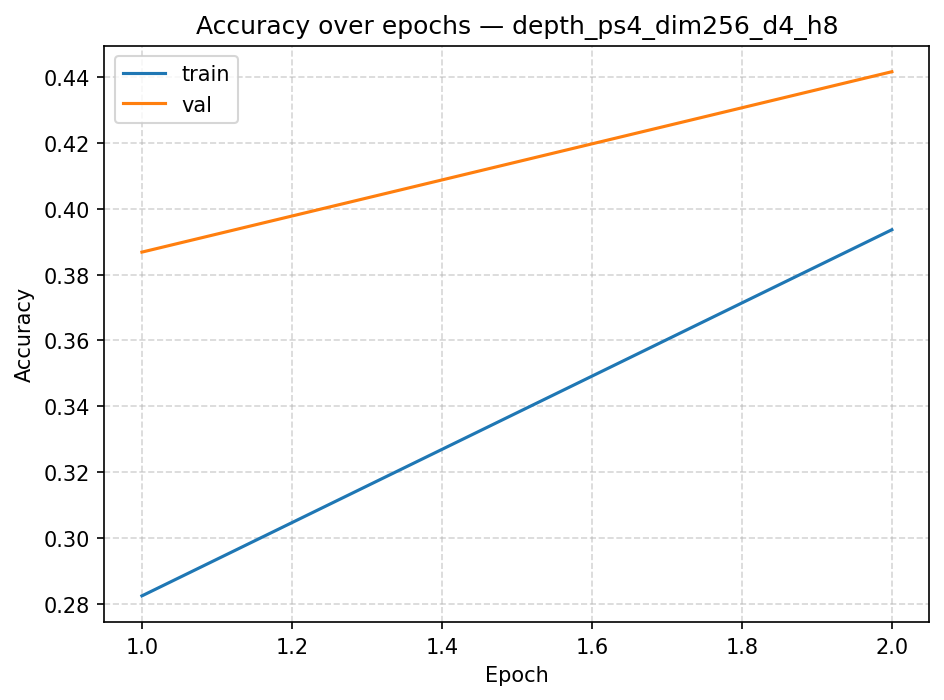 Accuracy over epochs — depth_ps4_dim256_d4_h8
train
val
Accuracy
0.44
0.42
0.40
0.38
0.36
0.34
0.32
0.30
0.28
1.0 1.2 1.4 1.6 1.8 2.0
Epoch